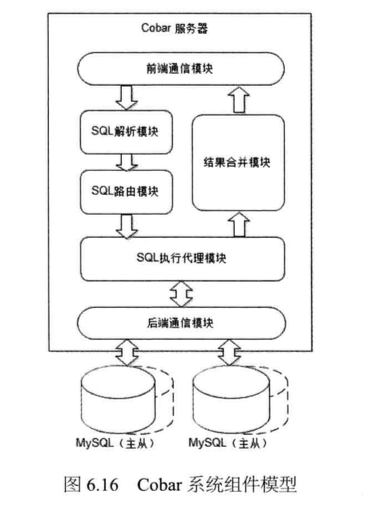 Cobar 服务器
前端通信模块
SQL解析模块
SQL路由模块
结果合并模块
SQL执行代理模块
后端通信模块
MySQL（主从）
MySQL（主从）
图 6.16 Cobar 系统组件模型